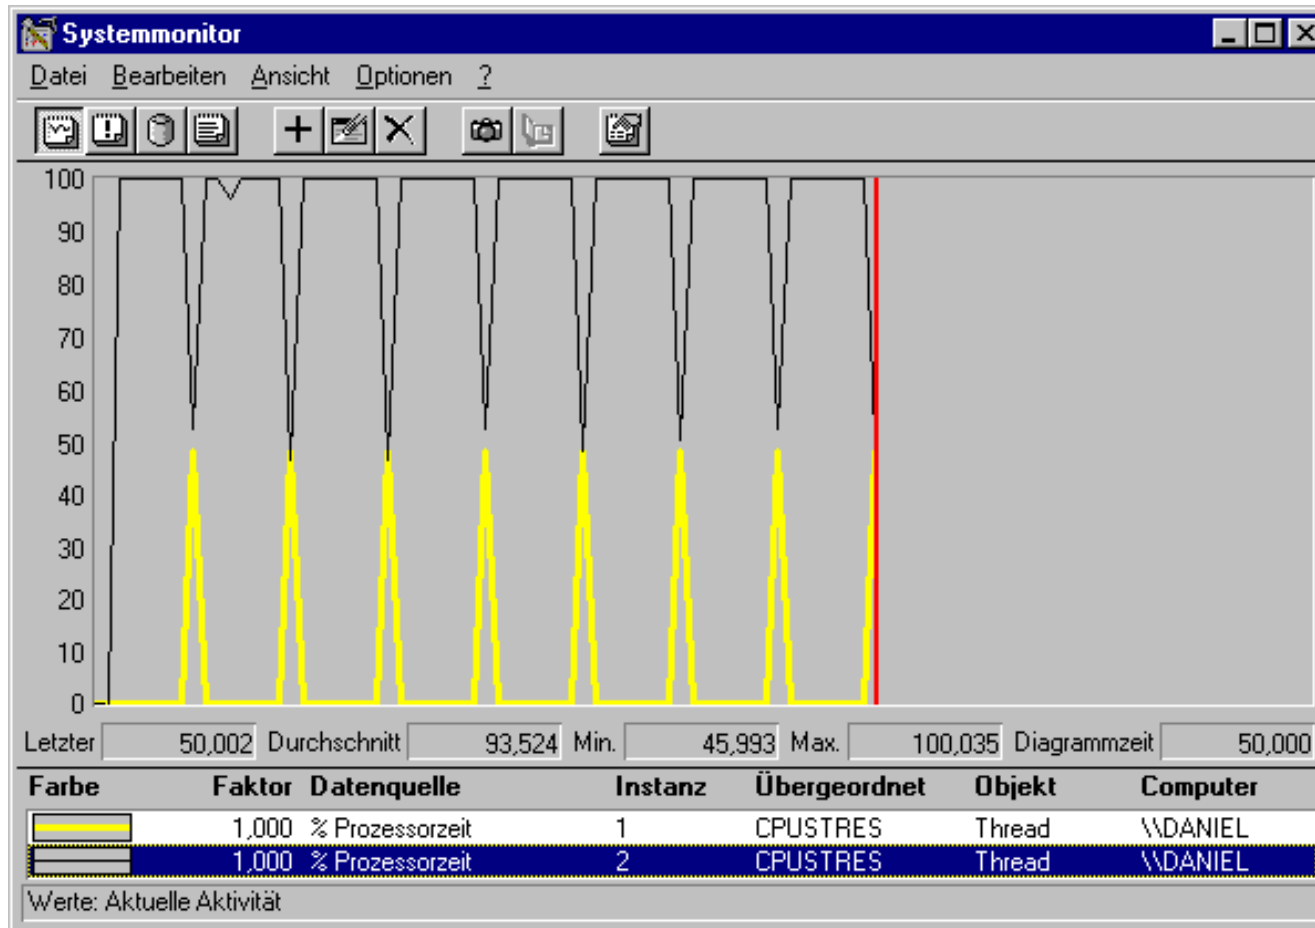 Systemmonitor
Datei Bearbeiten Ansicht Optionen ?
100
90
80
70
60
50
40
30
20
10
0
Letzter 50,002 Durchschnitt 93,524 Min. 45,993 Max. 100,035 Diagrammzeit 50,000
Farbe Faktor Datenquelle Instanz Übergeordnet Objekt Computer
1,000 % Prozessorzeit 1 CPUSTRES Thread \\DANIEL
1,000 % Prozessorzeit 2 CPUSTRES Thread \\DANIEL
Werte: Aktuelle Aktivität